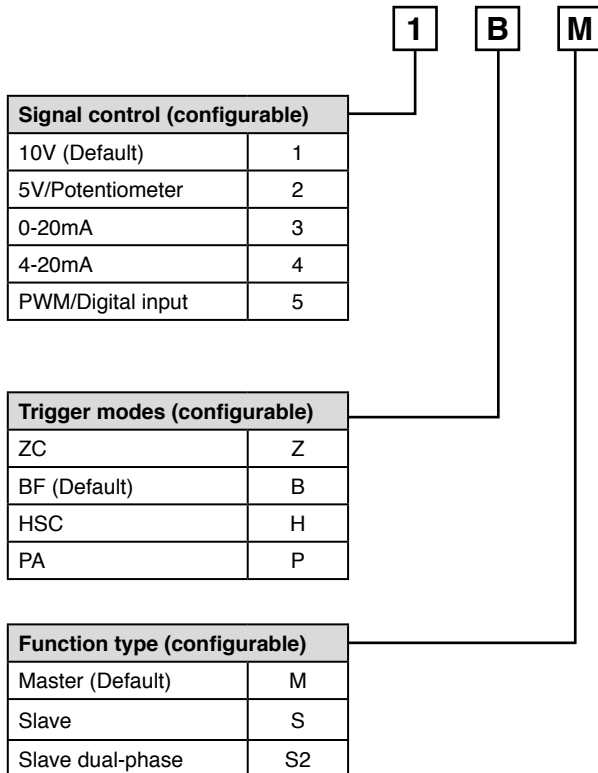 1 B M
Signal control (configurable)
10V (Default) 1
5V/Potentiometer 2
0-20mA 3
4-20mA 4
PWM/Digital input 5
Trigger modes (configurable)
ZC Z
BF (Default) B
HSC H
PA P
Function type (configurable)
Master (Default) M
Slave S
Slave dual-phase S2